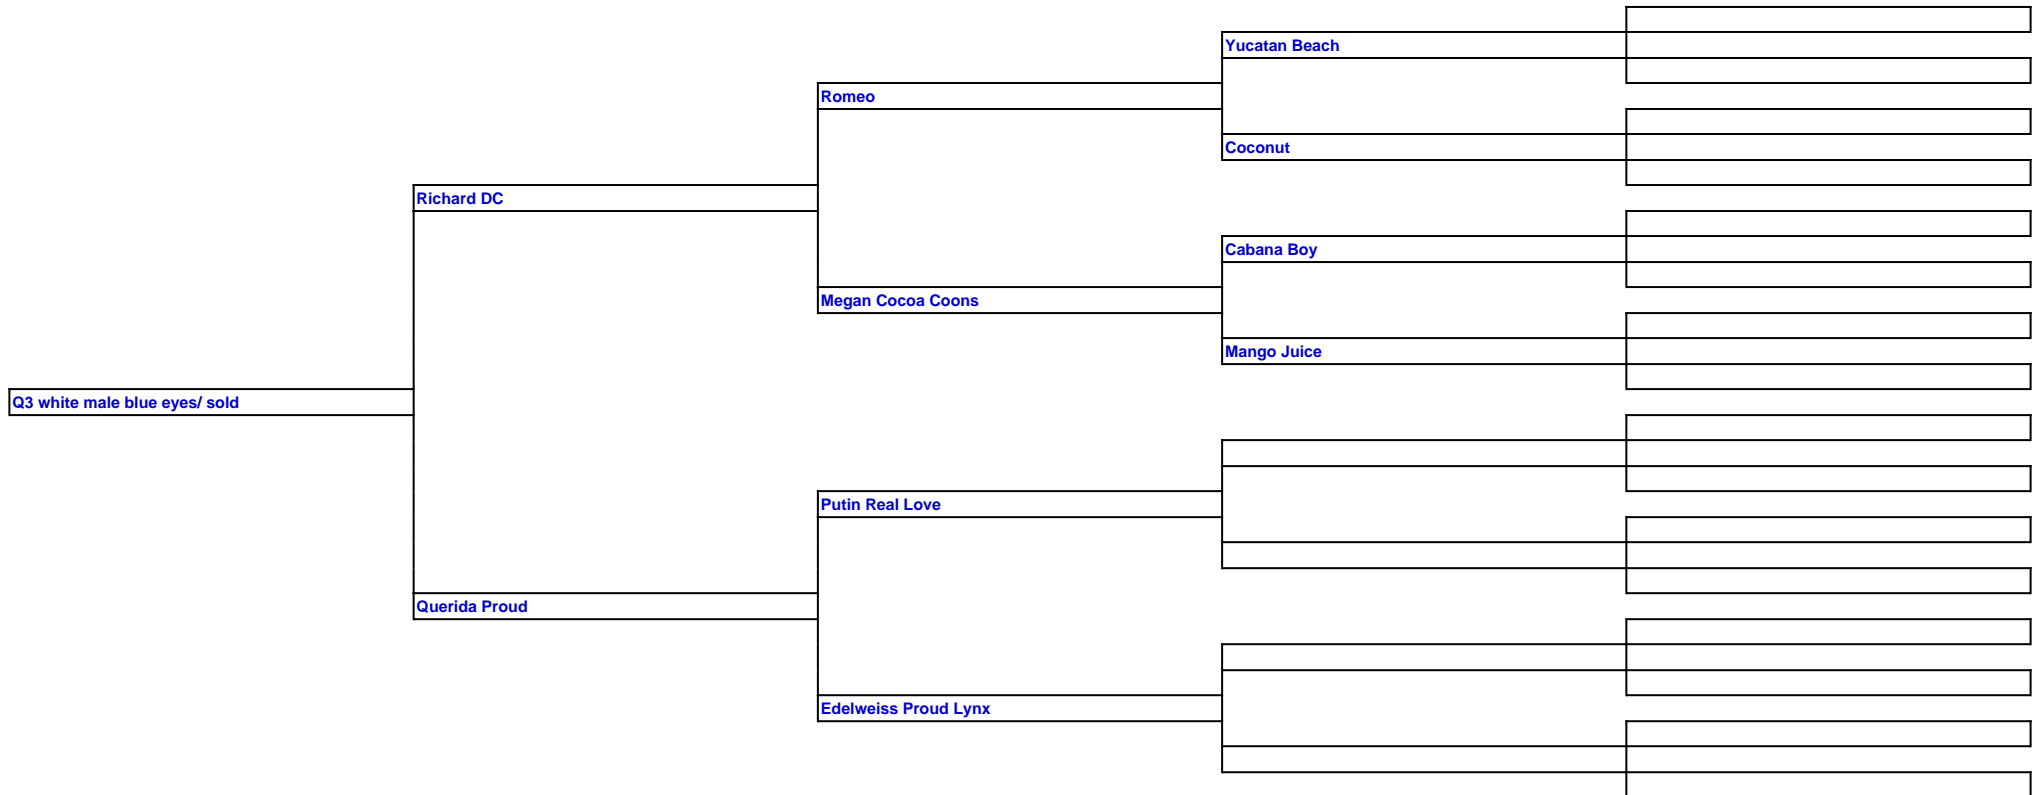 Yucatan Beach
Romeo
Coconut
Richard DC
Cabana Boy
Megan Cocoa Coons
Mango Juice
Q3 white male blue eyes/ sold
Putin Real Love
Querida Proud
Edelweiss Proud Lynx